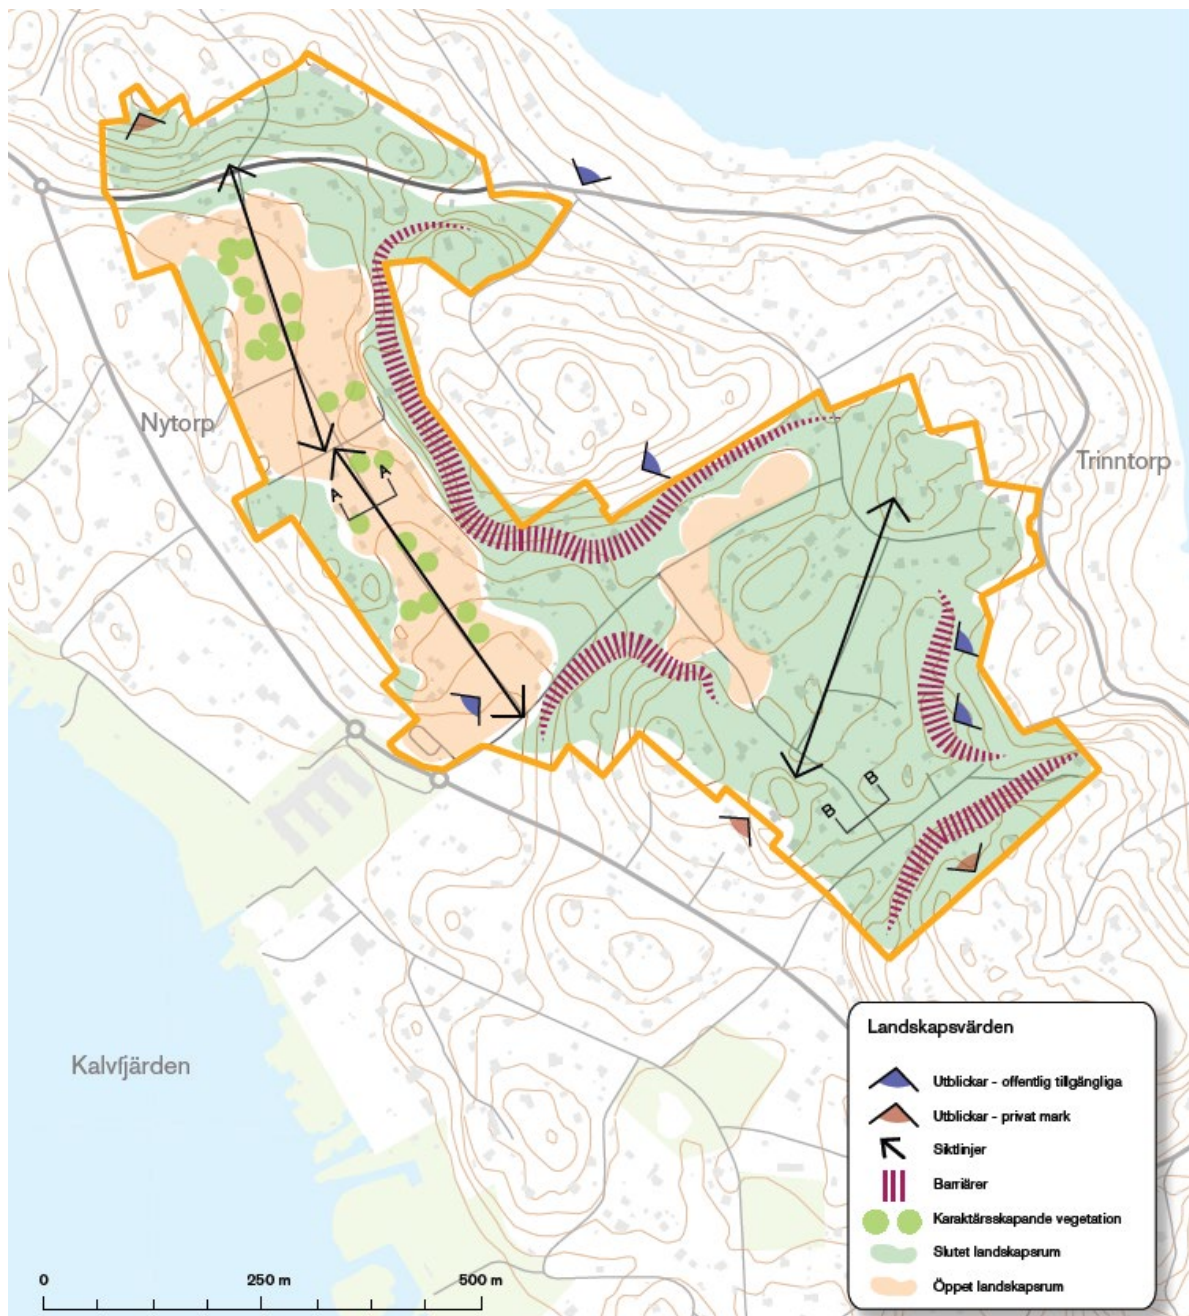 Nytorp
Trinntorp
A
A
B
B
Kalvfjärden
Landskapsvärden
Utblickar - offentlig tillgängliga
Utblickar - privat mark
Siktlinjer
Barriärer
Karaktärsskapande vegetation
Slutet landskapsrum
Öppet landskapsrum
0 250 m 500 m